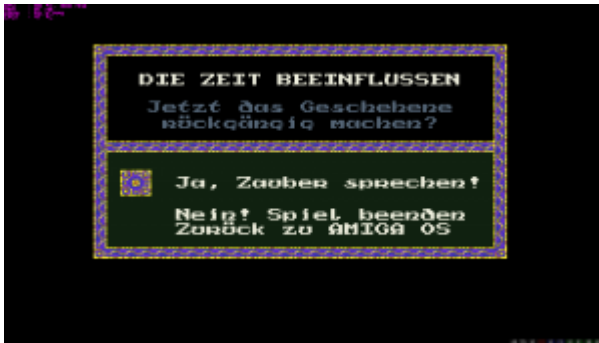 DIE ZEIT BEEINFLUSSEN
Jetzt das Geschehene
rückgängig machen?
Ja, Zauber sprechen!
Nein! Spiel beenden
Zurück zu AMIGA OS